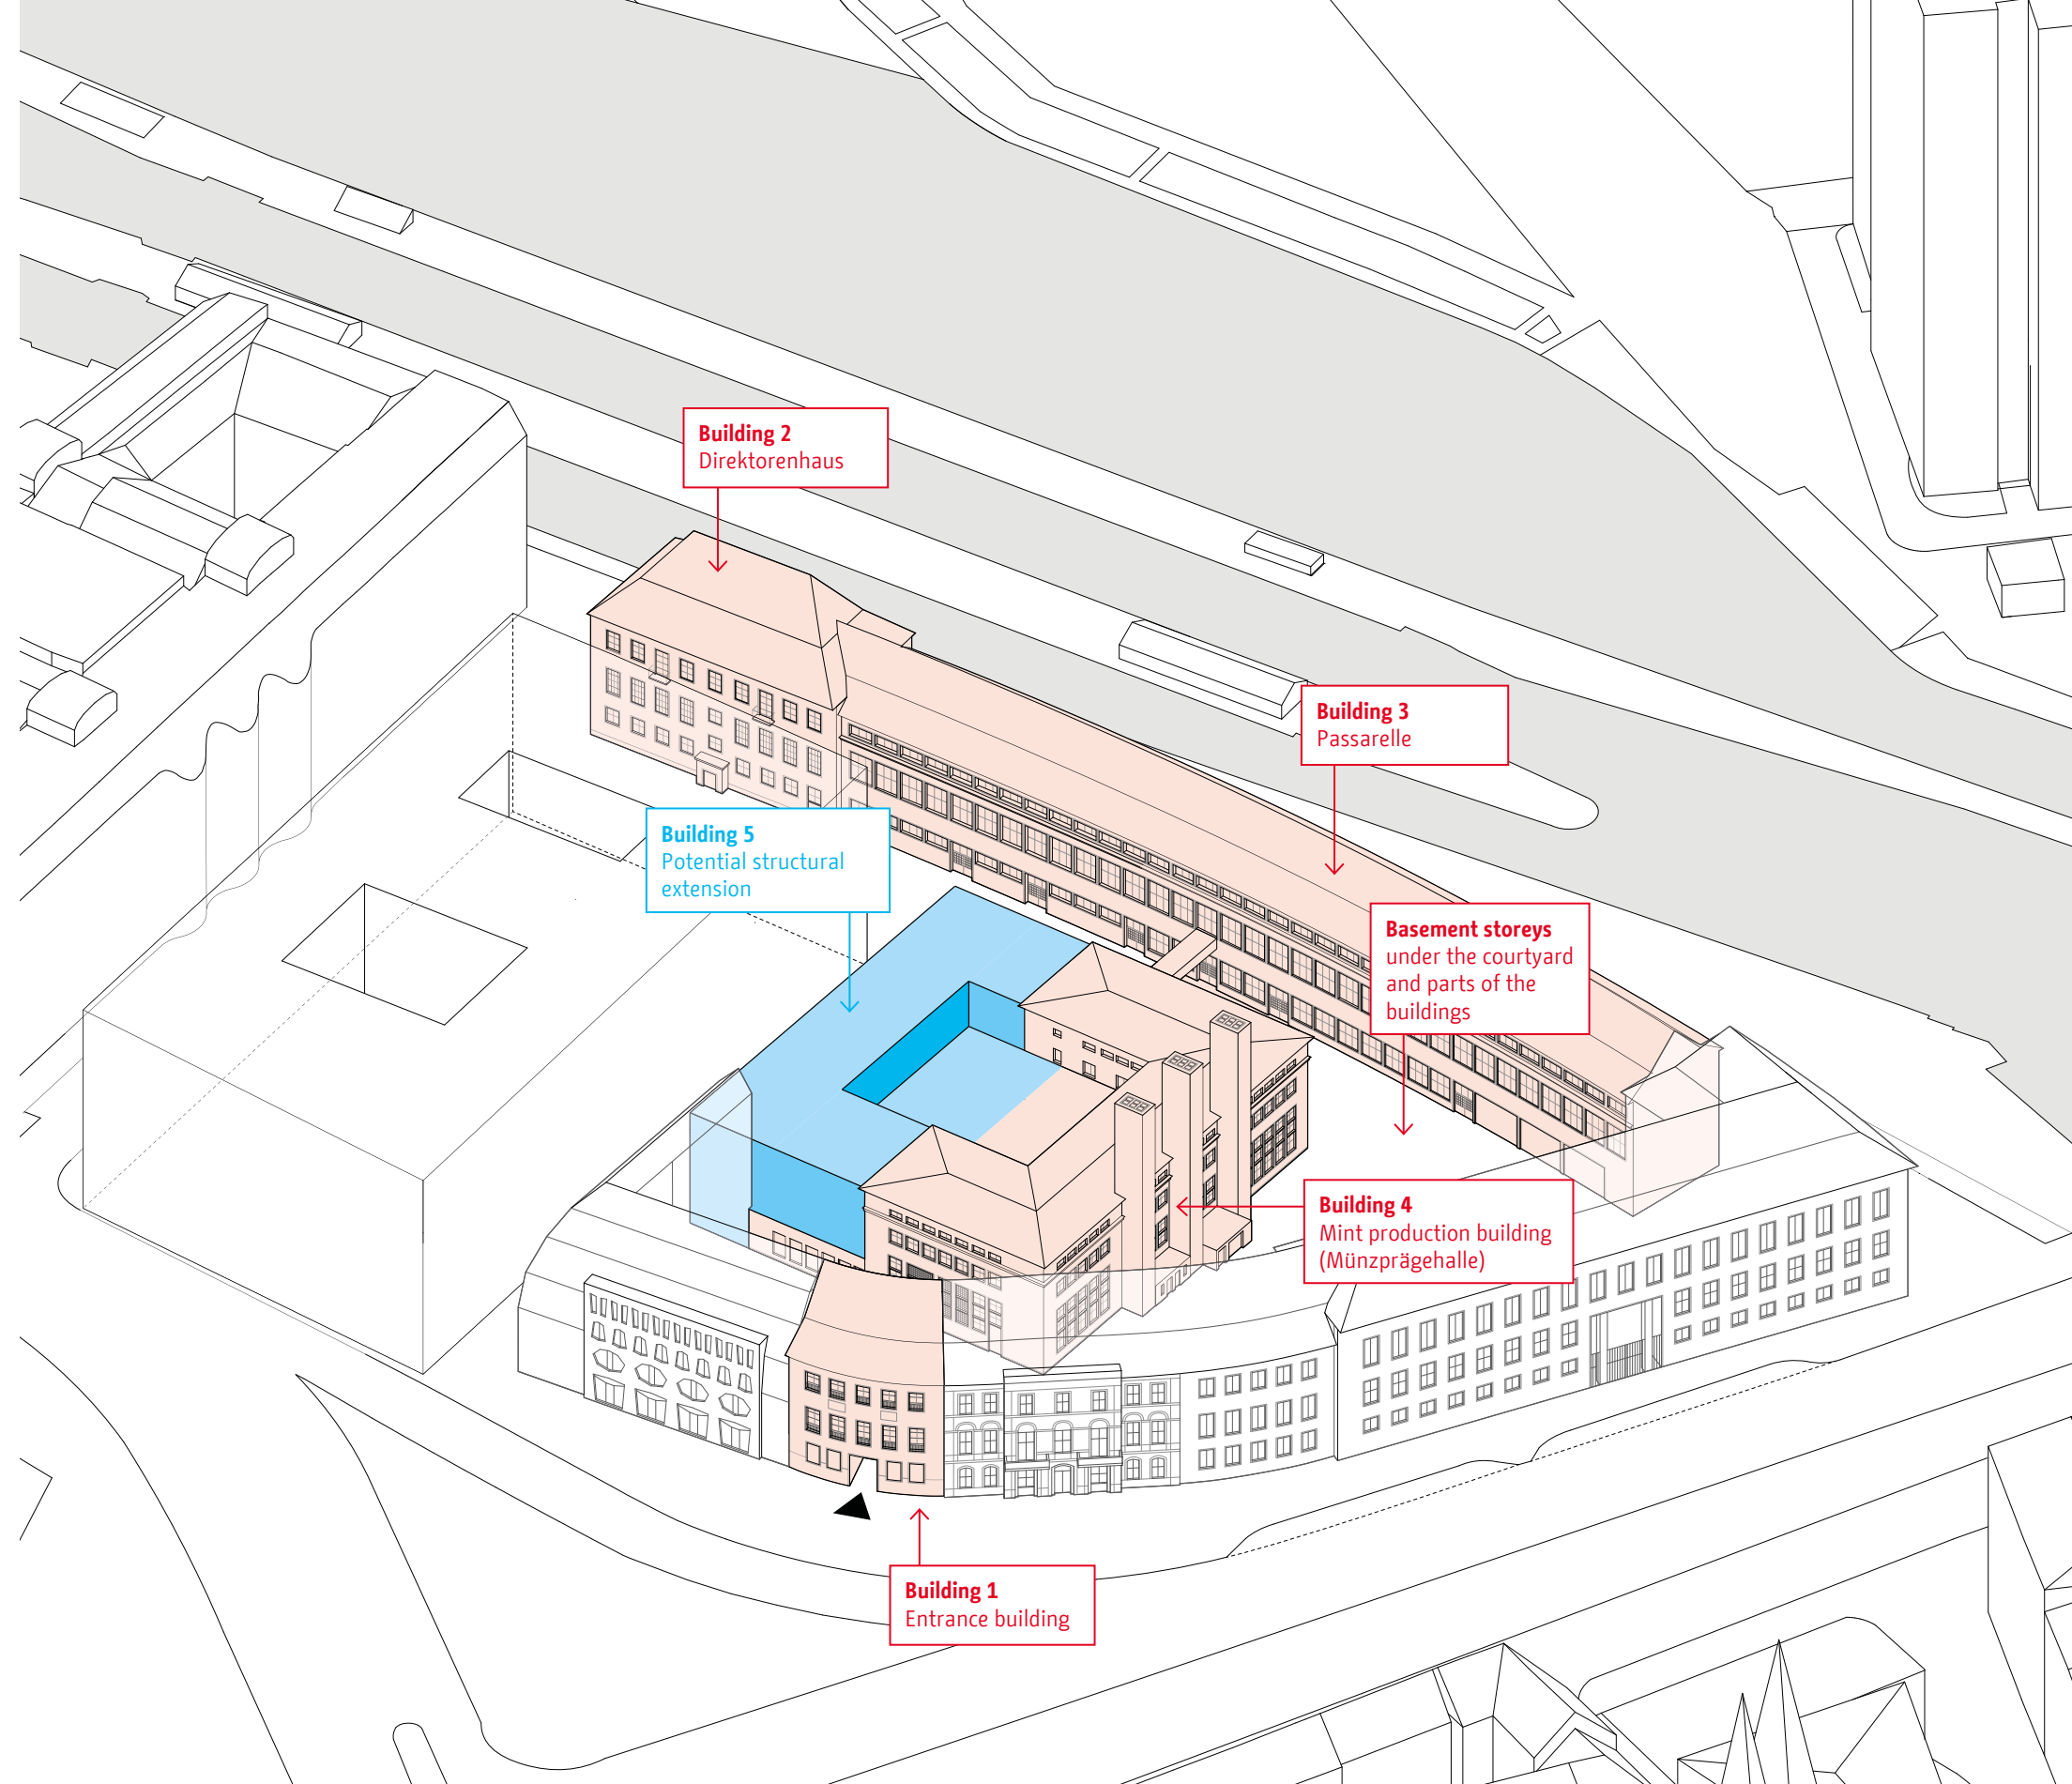 Building 2
Direktorenhaus
Building 3
Passarelle
Building 5
Potential structural
extension
Basement storeys
under the courtyard
and parts of the
buildings
Building 4
Mint production building
(Münzprägehalle)
Building 1
Entrance building